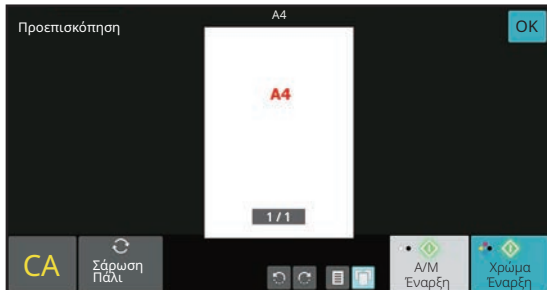 A4
Προεπισκόπηση
OK
A4
1 / 1
CA
Σάρωση
Πάλι
Α/Μ
Έναρξη
Χρώμα
Έναρξη